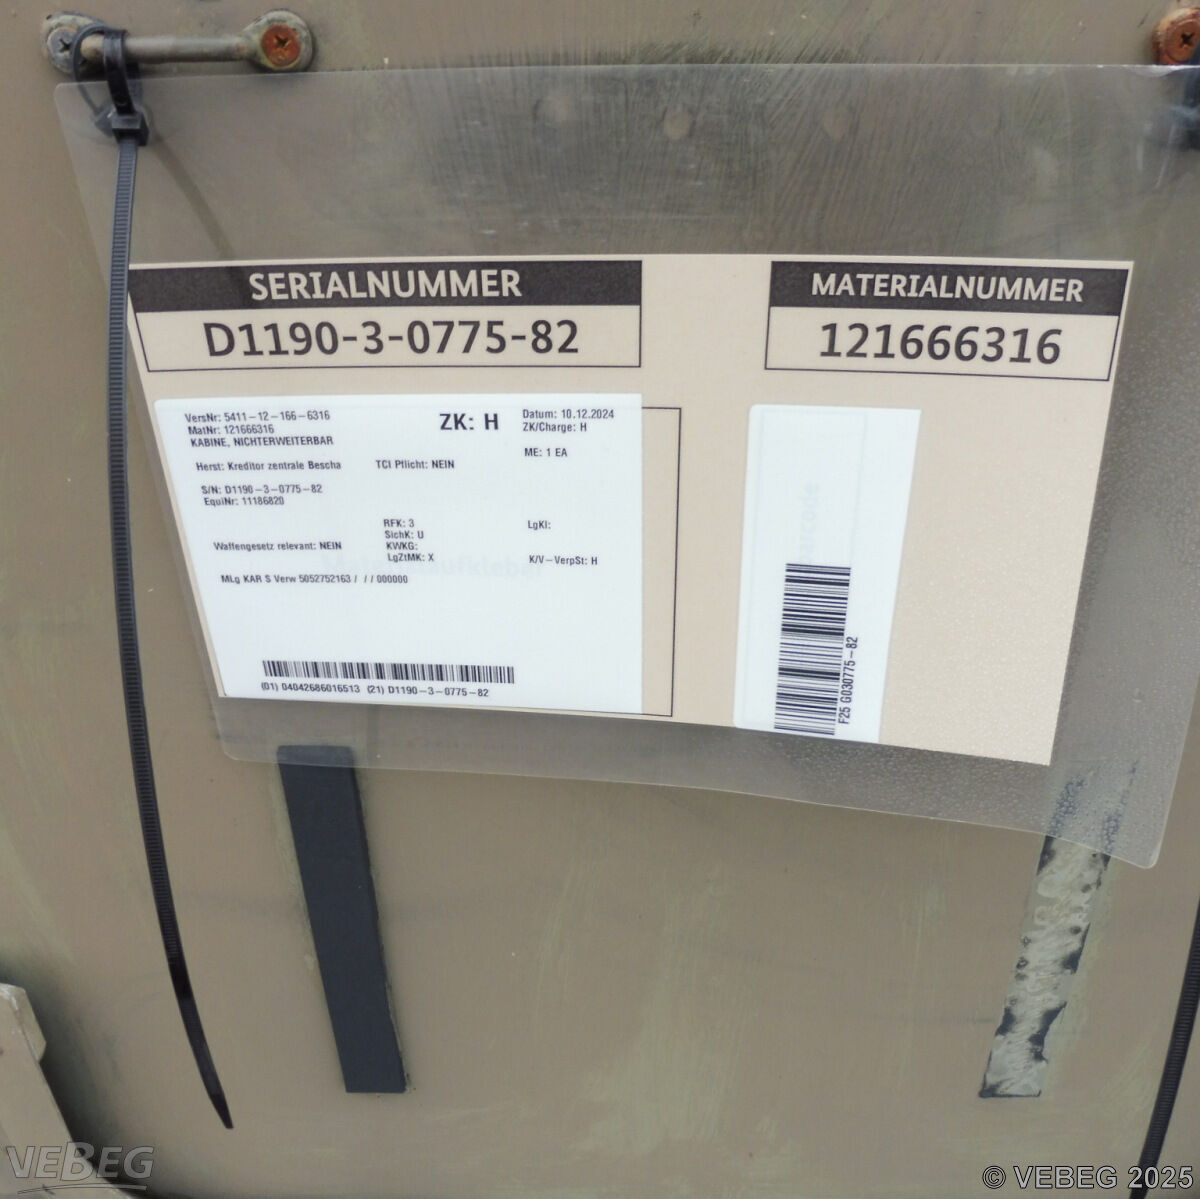 SERIALNUMMER
D1190-3-0775-82
MATERIALNUMMER
121666316
VersNr: 5411-12-166-6316
MatNr: 121666316
KABINE, NICHTERWEITERBAR
ZK: H
Datum: 10.12.2024
ZK/Charge: H
ME: 1 EA
Herst: Kreditor zentrale Bescha
TCI Pflicht: NEIN
S/N: D1190-3-0775-82
EquiNr: 11186820
RFK: 3
SichK: U
KWKG:
LgZtMK: X
LgKl:
K/V-VerpSt: H
Waffengesetz relevant: NEIN
Materialaufkleber
MLg KAR S Verw 5052752163 / / / 000000
(01) 04042686016513 (21) D1190-3-0775-82
Barcode
F25 G030775-82
VEBEG
© VEBEG 2025